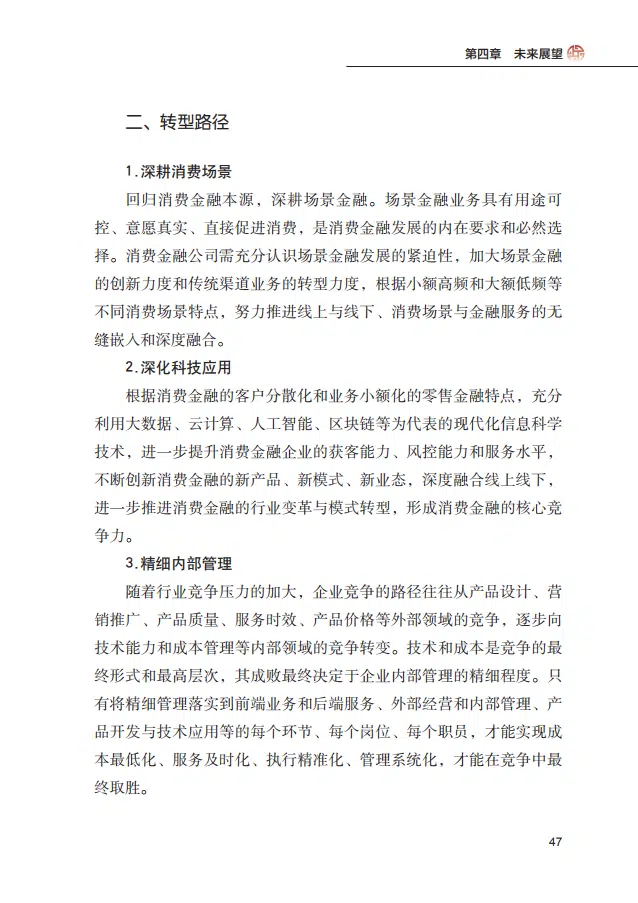 第四章 未来展望
二、转型路径
1.深耕消费场景
回归消费金融本源，深耕场景金融。场景金融业务具有用途可
控、意愿真实、直接促进消费，是消费金融发展的内在要求和必然选
择。消费金融公司需充分认识场景金融发展的紧迫性，加大场景金融
的创新力度和传统渠道业务的转型力度，根据小额高频和大额低频等
不同消费场景特点，努力推进线上与线下、消费场景与金融服务的无
缝嵌入和深度融合。
2.深化科技应用
根据消费金融的客户分散化和业务小额化的零售金融特点，充分
利用大数据、云计算、人工智能、区块链等为代表的现代化信息科学
技术，进一步提升消费金融企业的获客能力、风控能力和服务水平，
不断创新消费金融的新产品、新模式、新业态，深度融合线上线下，
进一步推进消费金融的行业变革与模式转型，形成消费金融的核心竞
争力。
3.精细内部管理
随着行业竞争压力的加大，企业竞争的路径往往从产品设计、营
销推广、产品质量、服务时效、产品价格等外部领域的竞争，逐步向
技术能力和成本管理等内部领域的竞争转变。技术和成本是竞争的最
终形式和最高层次，其成败最终决定于企业内部管理的精细程度。只
有将精细管理落实到前端业务和后端服务、外部经营和内部管理、产
品开发与技术应用等的每个环节、每个岗位、每个职员，才能实现成
本最低化、服务及时化、执行精准化、管理系统化，才能在竞争中最
终取胜。
47